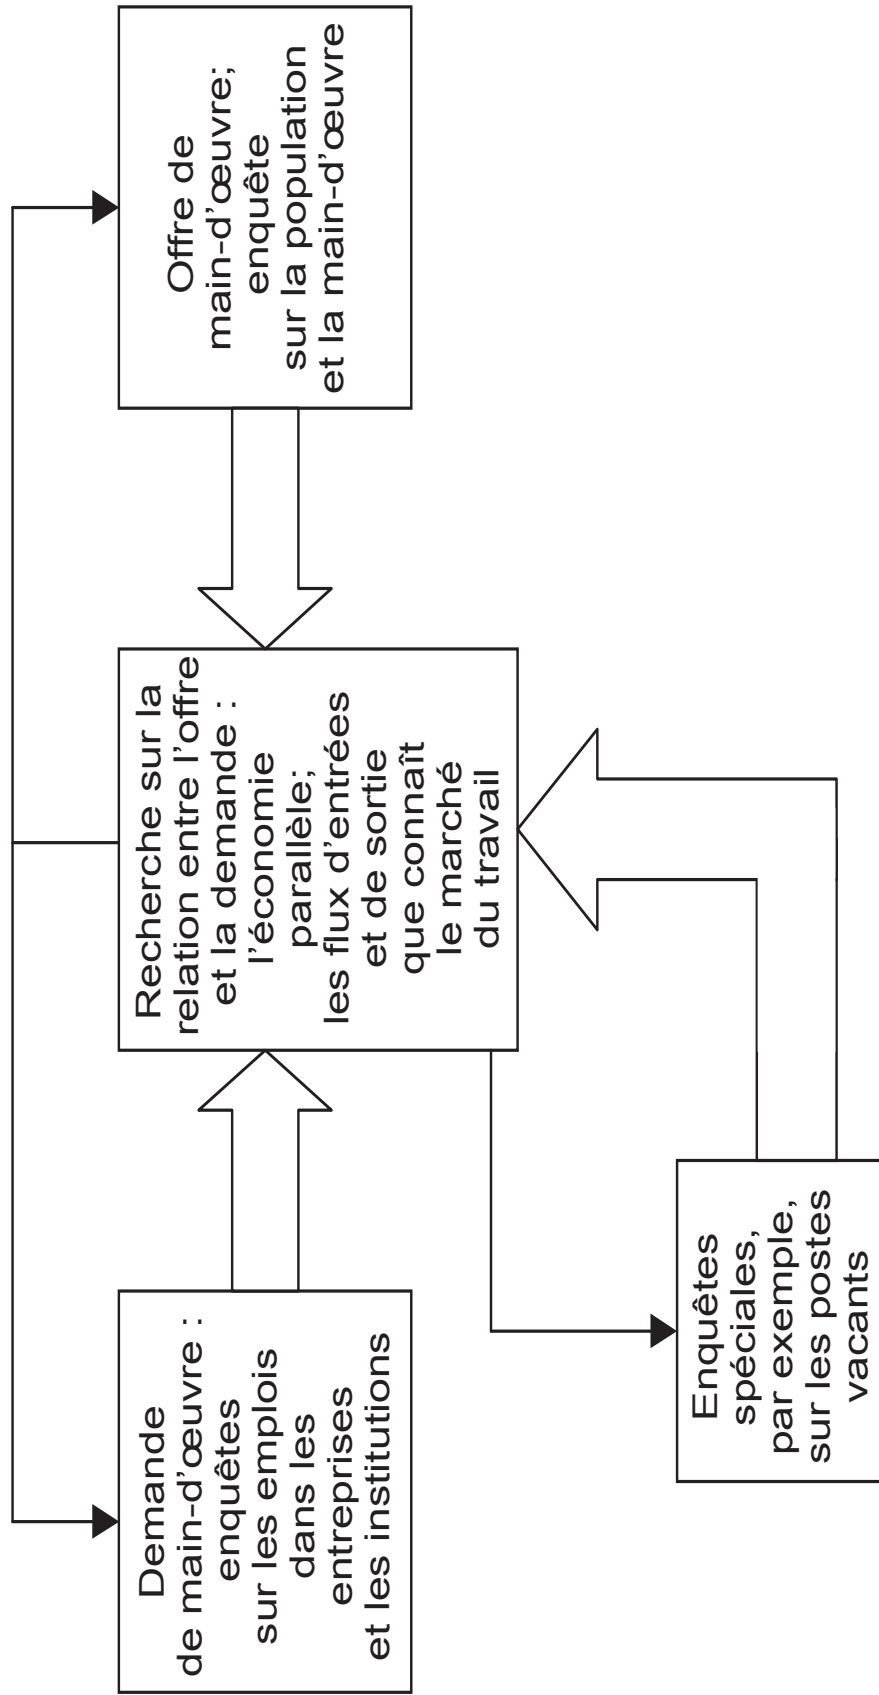 Demande
de main-d'œuvre :
enquêtes
sur les emplois
dans les
entreprises
et les institutions
Recherche sur la
relation entre l'offre
et la demande :
l'économie
parallèle;
les flux d'entrées
et de sortie
que connaît
le marché
du travail
Offre de
main-d'œuvre;
enquête
sur la population
et la main-d'œuvre
Enquêtes
spéciales,
par exemple,
sur les postes
vacants